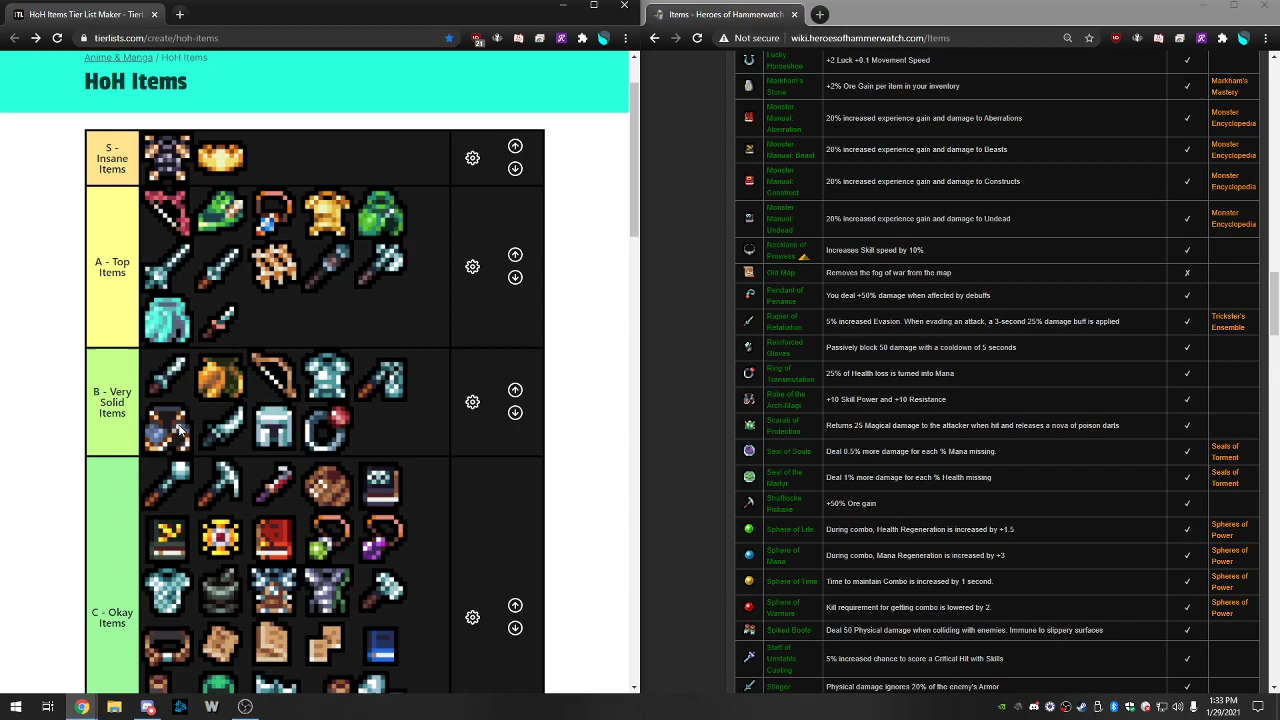 HoH Items Tier List Maker - Tier
Items - Heroes of Hammerwatch
tierlists.com/create/hoh-items
21
Not secure
wiki.heroesofhammerwatch.com/Items
Anime & Manga / HoH Items
HoH Items
S -
Insane
Items
A - Top
Items
B - Very
Solid
Items
C - Okay
Items
Lucky
Horseshoe
+2 Luck +0.1 Movement Speed
✓
Markham's
Stone
+2% Ore Gain per item in your inventory
✓
Markham's
Mastery
Monster
Manual:
Aberration
20% increased experience gain and damage to Aberrations
✓
Monster
Encyclopedia
Monster
Manual: Beast
20% increased experience gain and damage to Beasts
✓
Monster
Encyclopedia
Monster
Manual:
Construct
20% increased experience gain and damage to Constructs
✓
Monster
Encyclopedia
Monster
Manual:
Undead
20% increased experience gain and damage to Undead
✓
Monster
Encyclopedia
Necklace of
Prowess
Increases Skill speed by 10%
✓
Old Map
Removes the fog of war from the map
✗
Pendant of
Penance
You deal +50% damage when affected by debuffs
✓
Rapier of
Retaliation
5% increased Evasion. When evading an attack, a 3-second 25% damage buff is applied
✓
Trickster's
Ensemble
Reinforced
Gloves
Passively block 50 damage with a cooldown of 5 seconds
✓
Ring of
Transmutation
25% of Health loss is turned into Mana
✓
Robe of the
Arch-Magi
+10 Skill Power and +10 Resistance
✓
Scarab of
Protection
Returns 25 Magical damage to the attacker when hit and releases a nova of poison darts
✓
Seal of Souls
Deal 0.5% more damage for each % Mana missing.
✓
Seals of
Torment
Seal of the
Martyr
Deal 1% more damage for each % Health missing
✓
Seals of
Torment
Shaftlocke
Pickaxe
+50% Ore gain
✓
Sphere of Life
During combo, Health Regeneration is increased by +1.5
✓
Spheres of
Power
Sphere of
Mana
During combo, Mana Regeneration is increased by +3
✓
Spheres of
Power
Sphere of Time
Time to maintain Combo is increased by 1 second.
✓
Spheres of
Power
Sphere of
Warriors
Kill requirement for getting combo is lowered by 2.
✓
Spheres of
Power
Spiked Boots
Deal 50 Physical damage when colliding with enemies. Immune to slippery surfaces
✓
Staff of
Unstable
Casting
5% increased chance to score a Critical Hit with Skills
✓
Stinger
Physical damage ignores 20% of the enemy's Armor
✓
1:33 PM
1/29/2021